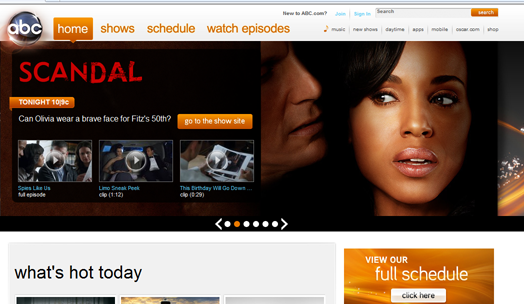 New to ABC.com? Join Sign In Search search
abc home shows schedule watch episodes
music new shows daytime apps mobile oscar.com shop
SCANDAL
TONIGHT 10|9c
Can Olivia wear a brave face for Fitz's 50th? go to the show site
Spies Like Us
full episode
Limo Sneak Peek
clip (1:12)
This Birthday Will Go Down ...
clip (0:29)
what's hot today
VIEW OUR
full schedule
click here